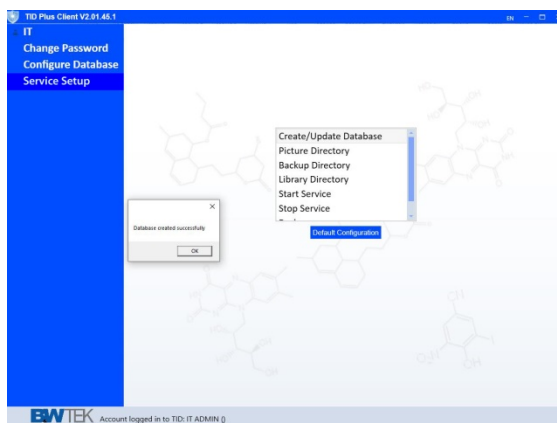 TID Plus Client V2.01.45.1
EN
IT
Change Password
Configure Database
Service Setup
Create/Update Database
Picture Directory
Backup Directory
Library Directory
Start Service
Stop Service
Default Configuration
Database created successfully
OK
BWTEK
Account logged in to TID: IT ADMIN ()